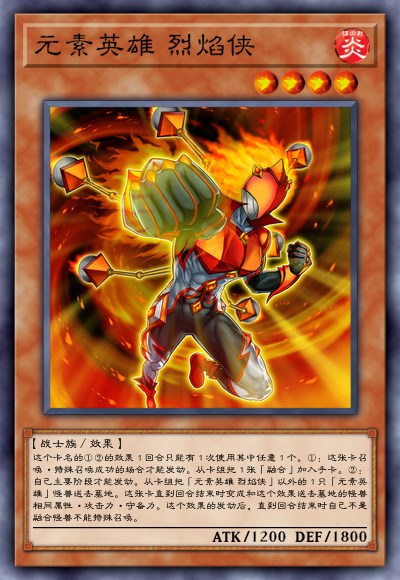 元素英雄 烈焰侠
ほのお
炎
【战士族／效果】
这个卡名的①②的效果1回合只能有1次使用其中任意1个。①：这张卡召
唤·特殊召唤成功的场合才能发动。从卡组把1张「融合」加入手卡。②：
自己主要阶段才能发动。从卡组把「元素英雄 烈焰侠」以外的1只「元素英
雄」怪兽送去墓地。这张卡直到回合结束时变成和这个效果送去墓地的怪兽
相同属性·攻击力·守备力。这个效果的发动后，直到回合结束时自己不是
融合怪兽不能特殊召唤。
ATK/1200 DEF/1800